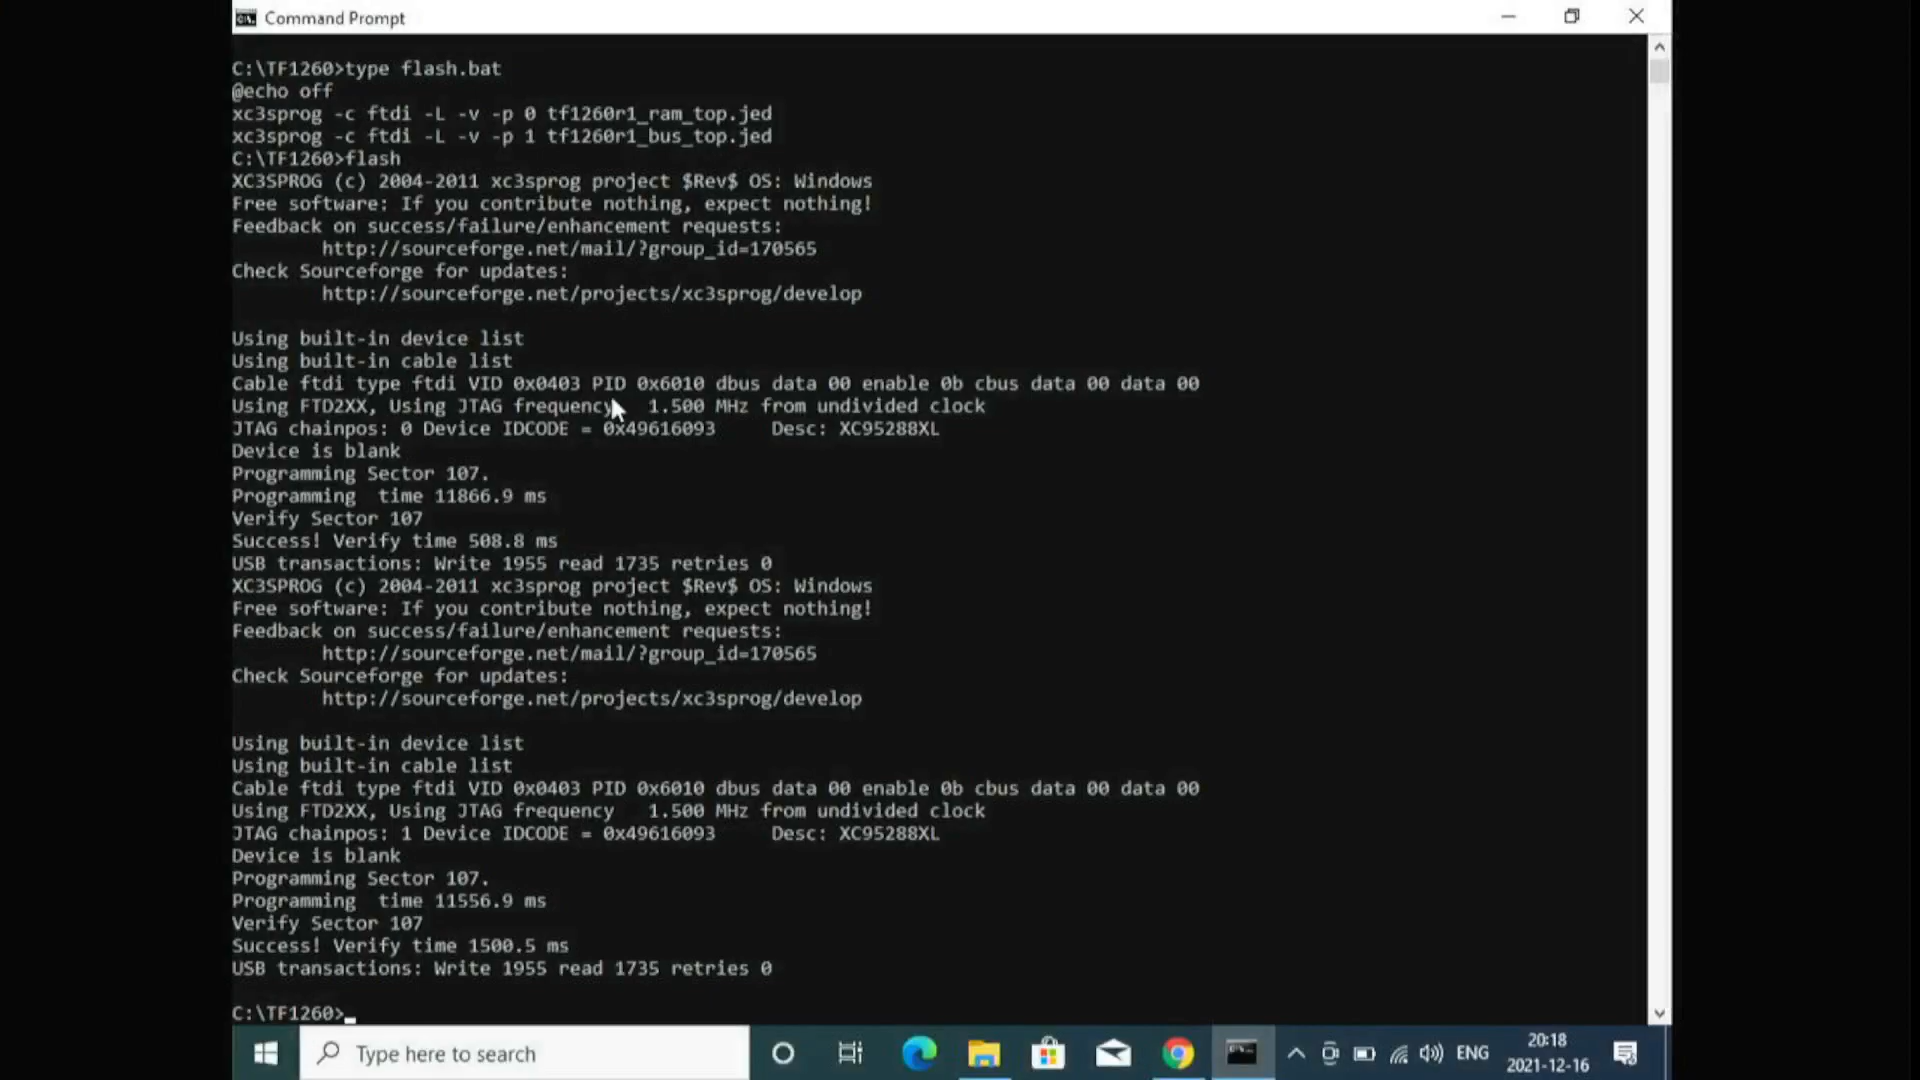 Command Prompt
C:\TF1260>type flash.bat
@echo off
xc3sprog -c ftdi -L -v -p 0 tf1260r1_ram_top.jed
xc3sprog -c ftdi -L -v -p 1 tf1260r1_bus_top.jed
C:\TF1260>flash
XC3SPROG (c) 2004-2011 xc3sprog project $Rev$ OS: Windows
Free software: If you contribute nothing, expect nothing!
Feedback on success/failure/enhancement requests:
http://sourceforge.net/mail/?group_id=170565
Check Sourceforge for updates:
http://sourceforge.net/projects/xc3sprog/develop
Using built-in device list
Using built-in cable list
Cable ftdi type ftdi VID 0x0403 PID 0x6010 dbus data 00 enable 0b cbus data 00 data 00
Using FTD2XX, Using JTAG frequency 1.500 MHz from undivided clock
JTAG chainpos: 0 Device IDCODE = 0x49616093 Desc: XC95288XL
Device is blank
Programming Sector 107.
Programming time 11866.9 ms
Verify Sector 107
Success! Verify time 508.8 ms
USB transactions: Write 1955 read 1735 retries 0
XC3SPROG (c) 2004-2011 xc3sprog project $Rev$ OS: Windows
Free software: If you contribute nothing, expect nothing!
Feedback on success/failure/enhancement requests:
http://sourceforge.net/mail/?group_id=170565
Check Sourceforge for updates:
http://sourceforge.net/projects/xc3sprog/develop
Using built-in device list
Using built-in cable list
Cable ftdi type ftdi VID 0x0403 PID 0x6010 dbus data 00 enable 0b cbus data 00 data 00
Using FTD2XX, Using JTAG frequency 1.500 MHz from undivided clock
JTAG chainpos: 1 Device IDCODE = 0x49616093 Desc: XC95288XL
Device is blank
Programming Sector 107.
Programming time 11556.9 ms
Verify Sector 107
Success! Verify time 1500.5 ms
USB transactions: Write 1955 read 1735 retries 0
C:\TF1260>
Type here to search
ENG
20:18
2021-12-16